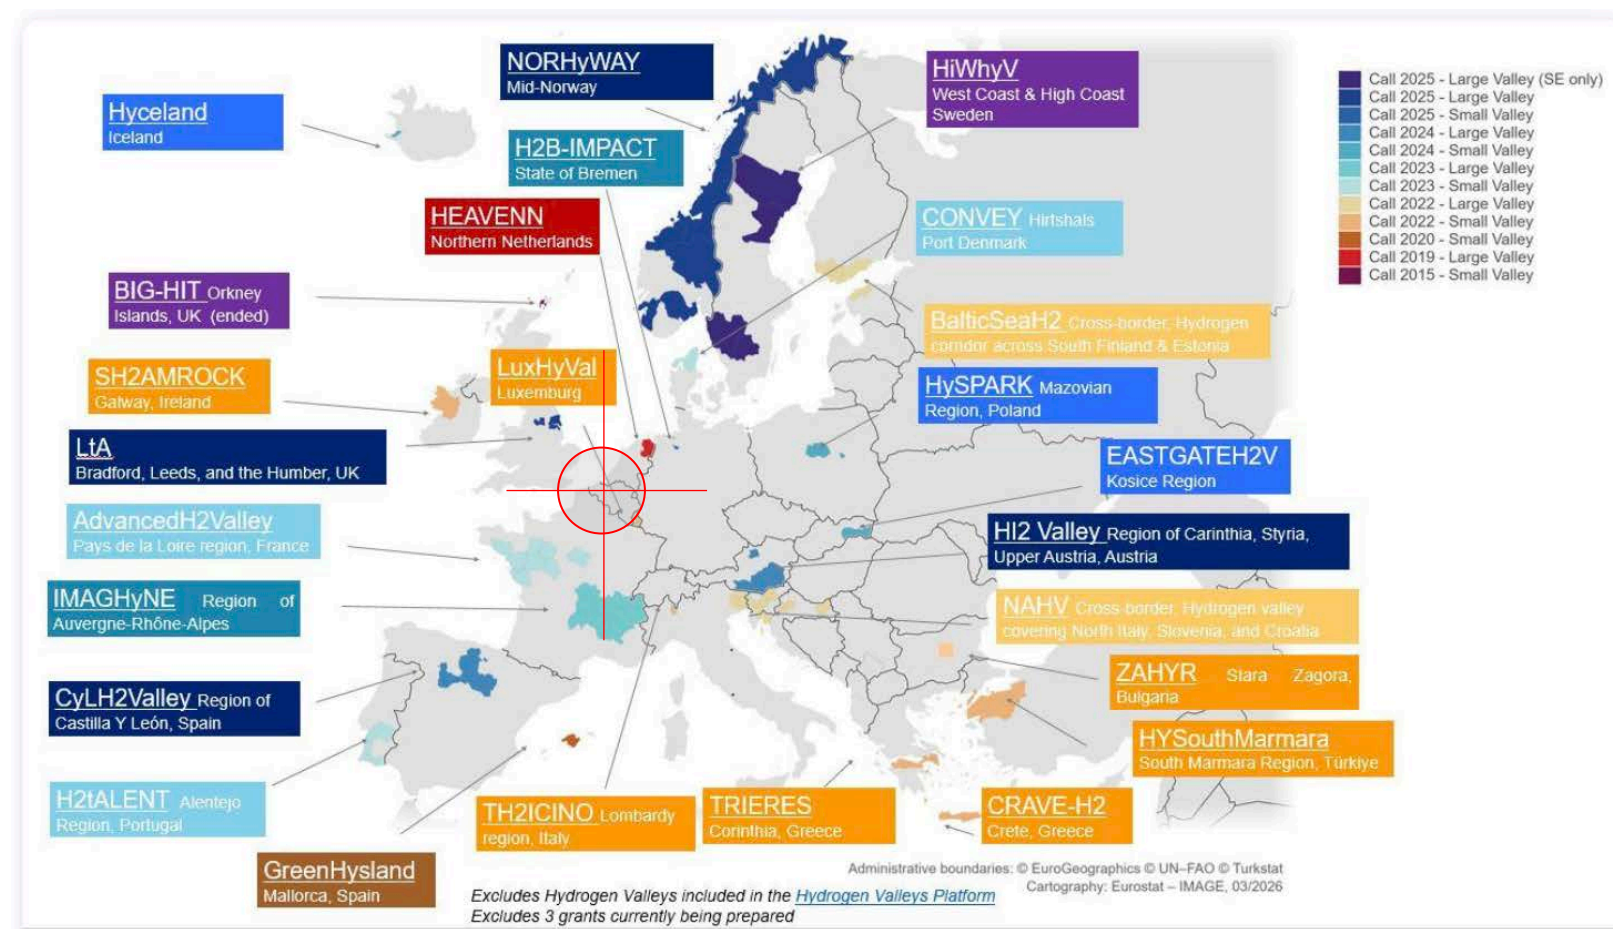 NORHyWAY
Mid-Norway
HiWhyV
West Coast & High Coast
Sweden
Hyceland
Iceland
H2B-IMPACT
State of Bremen
HEAVENN
Northern Netherlands
CONVEY Hirtshals
Port Denmark
BIG-HIT Orkney
Islands, UK (ended)
BalticSeaH2 Cross-border, Hydrogen
corridor across South Finland & Estonia
SH2AMROCK
Galway, Ireland
LuxHyVal
Luxemburg
HySPARK Mazovian
Region, Poland
LtA
Bradford, Leeds, and the Humber, UK
EASTGATEH2V
Kosice Region
AdvancedH2Valley
Pays de la Loire region, France
HI2 Valley Region of Carinthia, Styria,
Upper Austria, Austria
IMAGHyNE Region of
Auvergne-Rhône-Alpes
NAHV Cross-border, Hydrogen valley
covering North Italy, Slovenia, and Croatia
ZAHYR Stara Zagora,
Bulgaria
CyLH2Valley Region of
Castilla Y León, Spain
HYSouthMarmara
South Marmara Region, Türkiye
H2tALENT Alentejo
Region, Portugal
TH2ICINO Lombardy
region, Italy
TRIERES
Corinthia, Greece
CRAVE-H2
Crete, Greece
GreenHysland
Mallorca, Spain
Call 2025 - Large Valley (SE only)
Call 2025 - Large Valley
Call 2025 - Small Valley
Call 2024 - Large Valley
Call 2024 - Small Valley
Call 2023 - Large Valley
Call 2023 - Small Valley
Call 2022 - Large Valley
Call 2022 - Small Valley
Call 2020 - Small Valley
Call 2019 - Large Valley
Call 2015 - Small Valley
Administrative boundaries: © EuroGeographics © UN–FAO © Turkstat
Cartography: Eurostat – IMAGE, 03/2026
Excludes Hydrogen Valleys included in the Hydrogen Valleys Platform
Excludes 3 grants currently being prepared